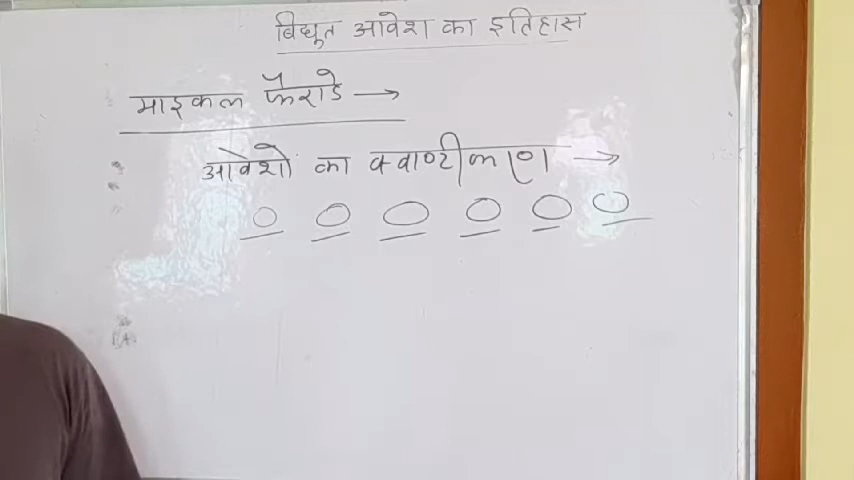 विधुत आवेश का इतिहास
माइकल फैराडे →
आवेशों का क्वाण्टीकरण →